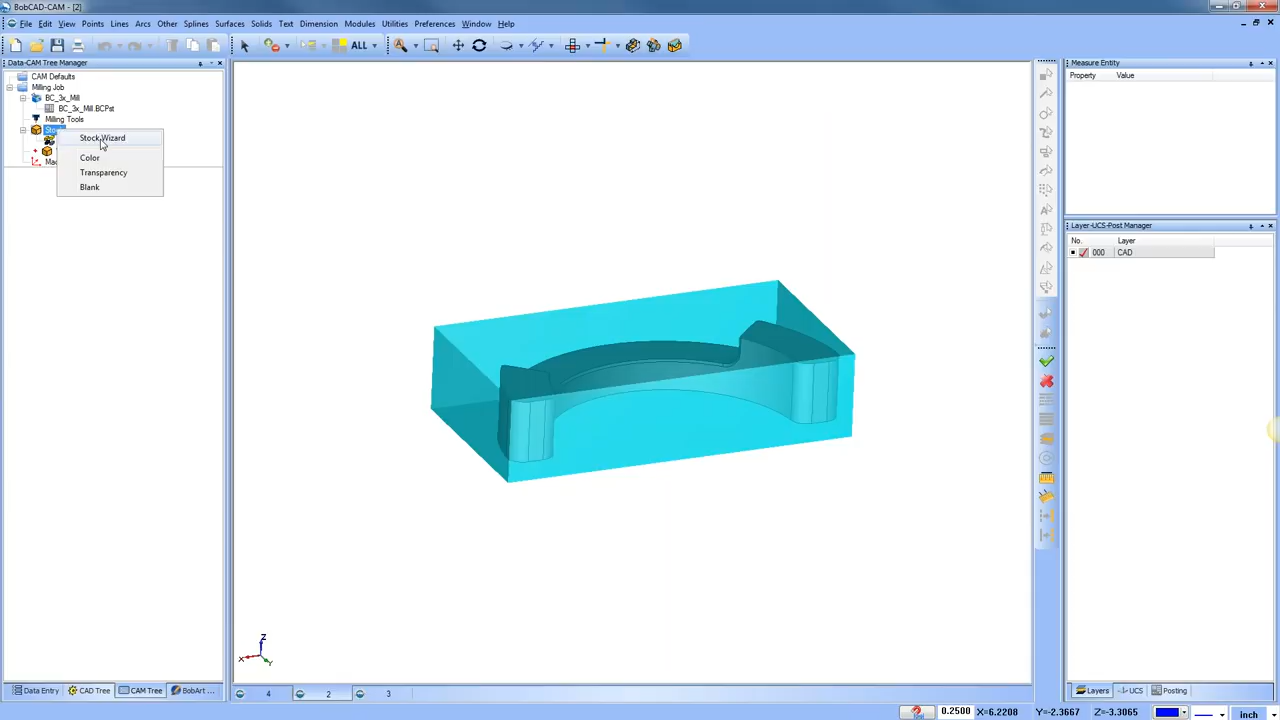 BobCAD-CAM - [2]
File Edit View Points Lines Arcs Other Splines Surfaces Solids Text Dimension Modules Utilities Preferences Window Help
ALL
Data-CAM Tree Manager
CAM Defaults
Milling Job
BC_3x_Mill
BC_3x_Mill.BCPst
Milling Tools
Stock Wizard
Color
Transparency
Blank
Measure Entity
Property Value
Layer-UCS-Post Manager
No. Layer
000 CAD
Z
X
Y
Data Entry CAD Tree CAM Tree BobArt ...
4 2 3
Layers UCS Posting
0.2500 X=6.2208 Y=-2.3667 Z=-3.3065 inch